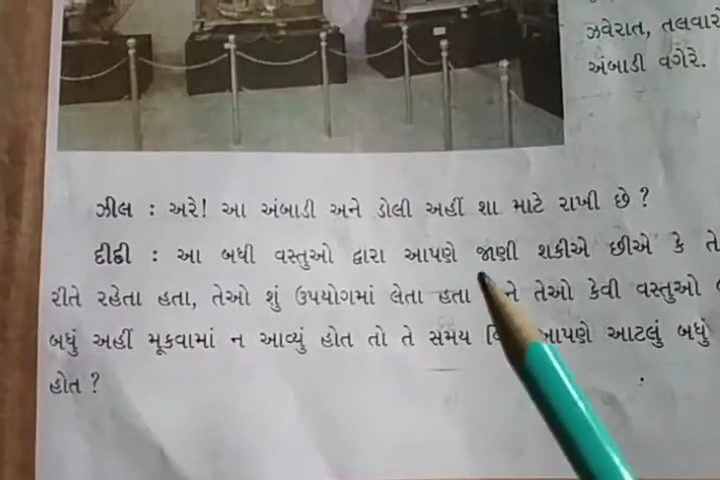 ઝવેરાત, તલવાર
અંબાડી વગેરે.
ઝીલ : અરે! આ અંબાડી અને ડોલી અહીં શા માટે રાખી છે ?
દીદી : આ બધી વસ્તુઓ દ્વારા આપણે જાણી શકીએ છીએ કે તે
રીતે રહેતા હતા, તેઓ શું ઉપયોગમાં લેતા હતા ને તેઓ કેવી વસ્તુઓ
બધું અહીં મૂકવામાં ન આવ્યું હોત તો તે સમય આપણે આટલું બધું
હોત ?